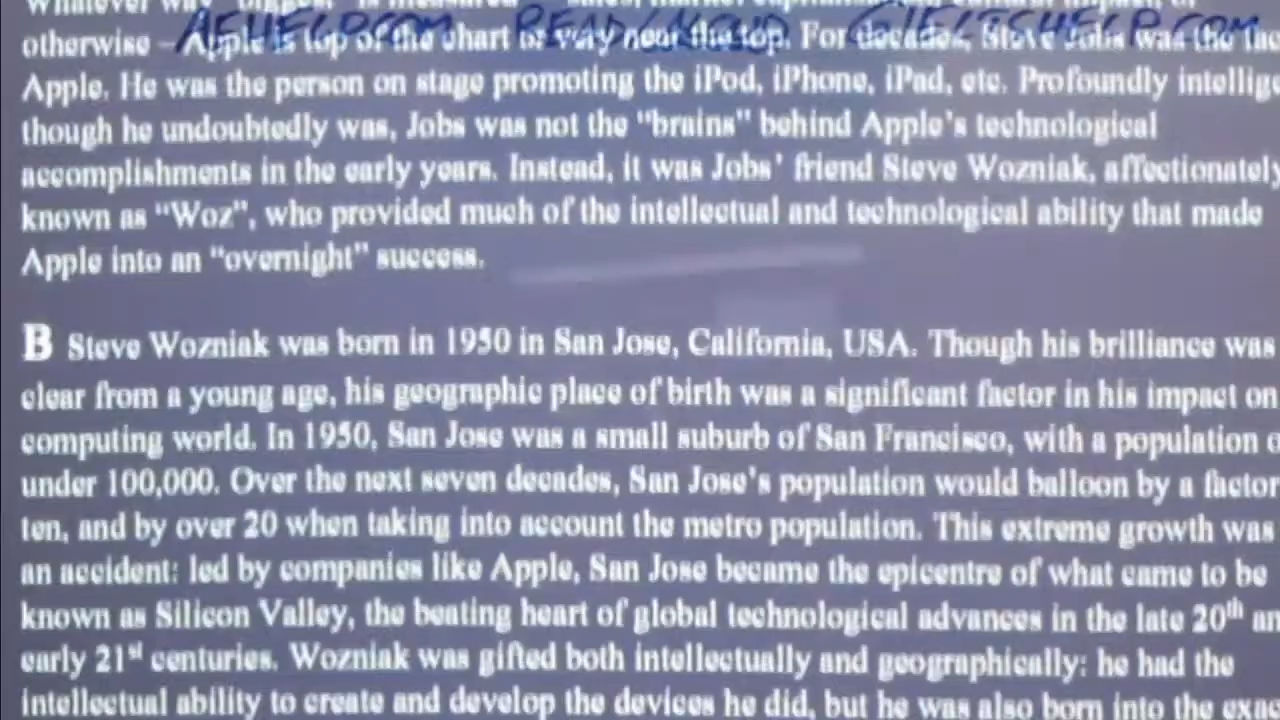 AEHELP.COM READ/ALOUD IELTSHELP.COM
otherwise – Apple is top of the chart or very near the top. For decades, Steve Jobs was the
Apple. He was the person on stage promoting the iPod, iPhone, iPad, etc. Profoundly
though he undoubtedly was, Jobs was not the "brains" behind Apple's technological
accomplishments in the early years. Instead, it was Jobs' friend Steve Wozniak, affectionately
known as "Woz", who provided much of the intellectual and technological ability that made
Apple into an "overnight" success.
B Steve Wozniak was born in 1950 in San Jose, California, USA. Though his brilliance was
clear from a young age, his geographic place of birth was a significant factor in his impact on
computing world. In 1950, San Jose was a small suburb of San Francisco, with a population
under 100,000. Over the next seven decades, San Jose's population would balloon by a factor
ten, and by over 20 when taking into account the metro population. This extreme growth was
an accident: led by companies like Apple, San Jose became the epicentre of what came to be
known as Silicon Valley, the beating heart of global technological advances in the late 20th
early 21st centuries. Wozniak was gifted both intellectually and geographically: he had the
intellectual ability to create and develop the devices he did, but he was also born into the